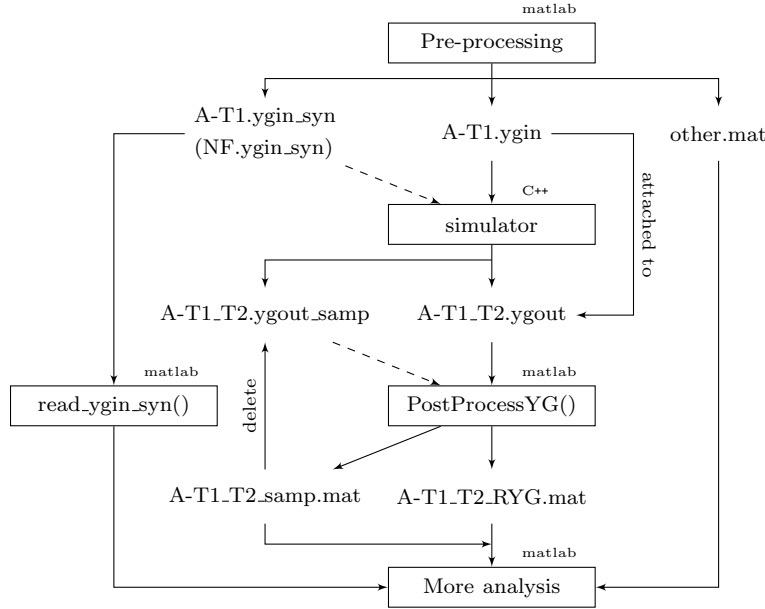 matlab
Pre-processing
A-T1.ygin_syn
(NF.ygin_syn)
A-T1.ygin
other.mat
attached to
C++
simulator
A-T1_T2.ygout_samp
A-T1_T2.ygout
matlab
read_ygin_syn()
delete
matlab
PostProcessYG()
A-T1_T2_samp.mat
A-T1_T2_RYG.mat
matlab
More analysis